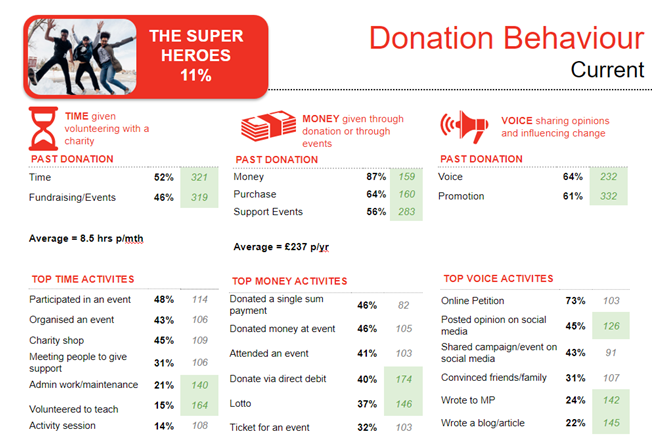 THE SUPER
HEROES
11%
Donation Behaviour
Current
TIME given
volunteering with a
charity
MONEY given through
donation or through
events
VOICE sharing opinions
and influencing change
PAST DONATION
Time 52% 321
Fundraising/Events 46% 319
Average = 8.5 hrs p/mth
PAST DONATION
Money 87% 159
Purchase 64% 160
Support Events 56% 283
Average = £237 p/yr
PAST DONATION
Voice 64% 232
Promotion 61% 332
TOP TIME ACTIVITES
Participated in an event 48% 114
Organised an event 43% 106
Charity shop 45% 109
Meeting people to give
support 31% 106
Admin work/maintenance 21% 140
Volunteered to teach 15% 164
Activity session 14% 108
TOP MONEY ACTIVITES
Donated a single sum
payment 46% 82
Donated money at event 46% 105
Attended an event 41% 103
Donate via direct debit 40% 174
Lotto 37% 146
Ticket for an event 32% 103
TOP VOICE ACTIVITES
Online Petition 73% 103
Posted opinion on social
media 45% 126
Shared campaign/event on
social media 43% 91
Convinced friends/family 31% 107
Wrote to MP 24% 142
Wrote a blog/article 22% 145